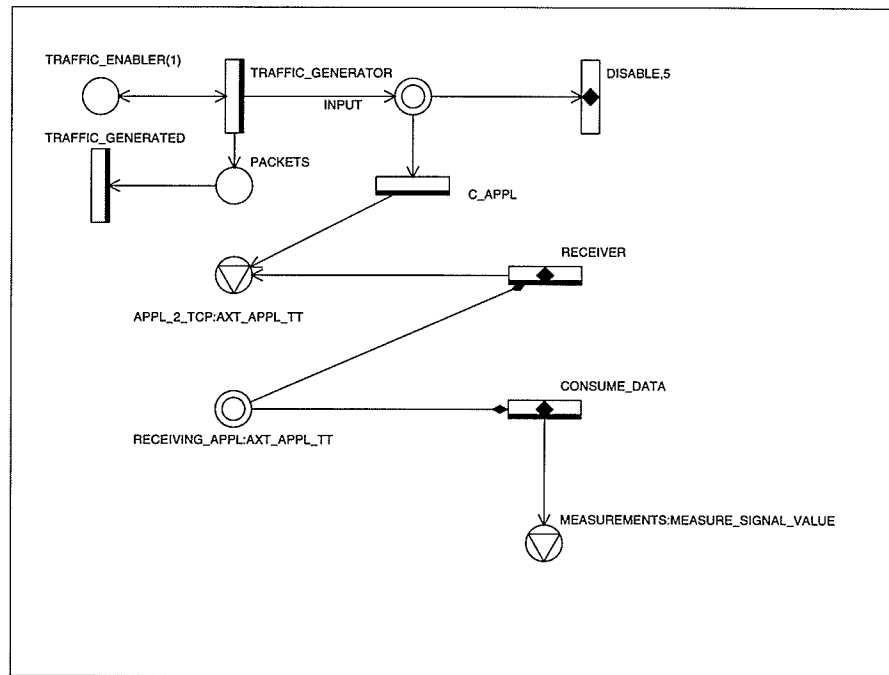 TRAFFIC_ENABLER(1)
TRAFFIC_GENERATOR
DISABLE,5
INPUT
TRAFFIC_GENERATED
PACKETS
C_APPL
RECEIVER
APPL_2_TCP:AXT_APPL_TT
CONSUME_DATA
RECEIVING_APPL:AXT_APPL_TT
MEASUREMENTS:MEASURE_SIGNAL_VALUE